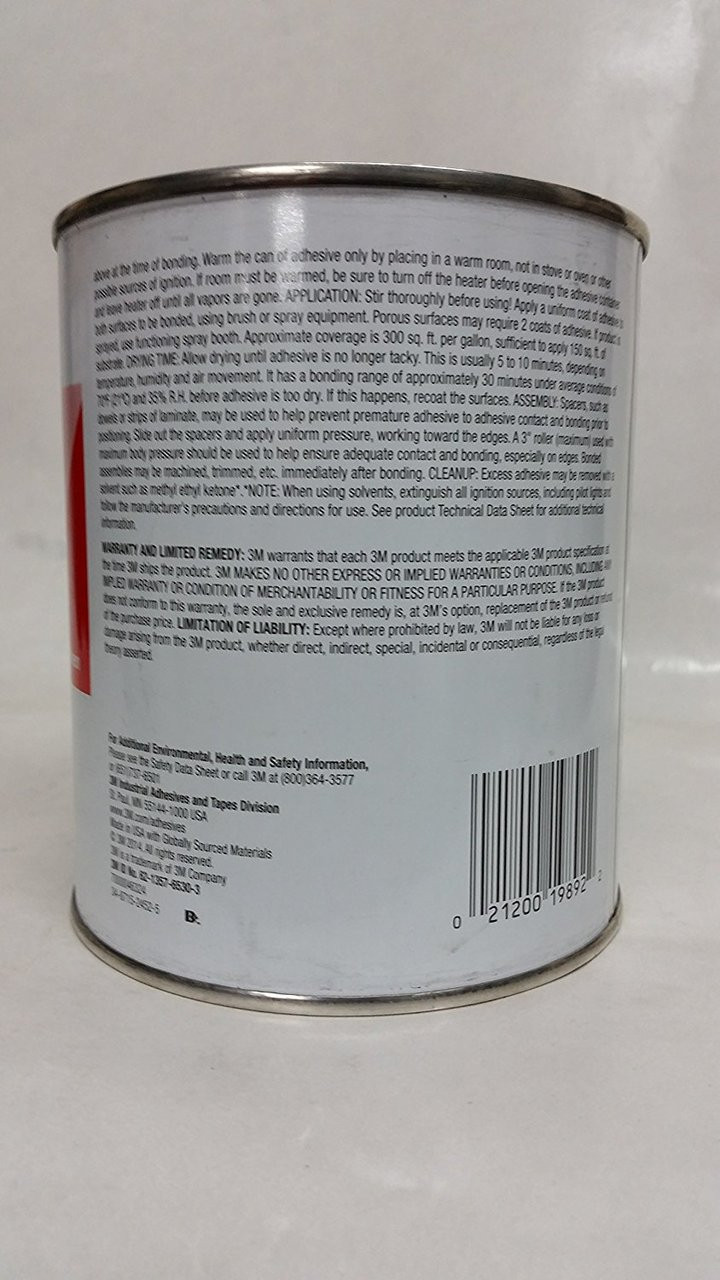 above at the time of bonding. Warm the can of adhesive only by placing in a warm room, not in stove or oven or other
possible sources of ignition. If room must be warmed, be sure to turn off the heater before opening the adhesive container
and leave heater off until all vapors are gone. APPLICATION: Stir thoroughly before using! Apply a uniform coat of adhesive to
both surfaces to be bonded, using brush or spray equipment. Porous surfaces may require 2 coats of adhesive. If product is
sprayed, use functioning spray booth. Approximate coverage is 300 sq. ft. per gallon, sufficient to apply 150 sq. ft. of
substrate. DRYING TIME: Allow drying until adhesive is no longer tacky. This is usually 5 to 10 minutes, depending on
temperature, humidity and air movement. It has a bonding range of approximately 30 minutes under average conditions of
70°F (21°C) and 35% R.H. before adhesive is too dry. If this happens, recoat the surfaces. ASSEMBLY: Spacers, such as
dowels or strips of laminate, may be used to help prevent premature adhesive to adhesive contact and bonding prior to
positioning. Slide out the spacers and apply uniform pressure, working toward the edges. A 3" roller (maximum) used with
maximum body pressure should be used to help ensure adequate contact and bonding, especially on edges. Bonded
assemblies may be machined, trimmed, etc. immediately after bonding. CLEANUP: Excess adhesive may be removed with a
solvent such as methyl ethyl ketone*. *NOTE: When using solvents, extinguish all ignition sources, including pilot lights and
follow the manufacturer's precautions and directions for use. See product Technical Data Sheet for additional technical
information.
WARRANTY AND LIMITED REMEDY: 3M warrants that each 3M product meets the applicable 3M product specification at
the time 3M ships the product. 3M MAKES NO OTHER EXPRESS OR IMPLIED WARRANTIES OR CONDITIONS, INCLUDING ANY
IMPLIED WARRANTY OR CONDITION OF MERCHANTABILITY OR FITNESS FOR A PARTICULAR PURPOSE. If the 3M product
does not conform to this warranty, the sole and exclusive remedy is, at 3M's option, replacement of the 3M product or refund
of the purchase price. LIMITATION OF LIABILITY: Except where prohibited by law, 3M will not be liable for any loss or
damage arising from the 3M product, whether direct, indirect, special, incidental or consequential, regardless of the legal
theory asserted.
For Additional Environmental, Health and Safety Information,
Please see the Safety Data Sheet or call 3M at (800)364-3577
or (651)737-6501
3M Industrial Adhesives and Tapes Division
St. Paul, MN 55144-1000 USA
www.3M.com/adhesives
Made in USA with Globally Sourced Materials
© 3M 2014. All rights reserved.
3M is a trademark of 3M Company
3M ID No. 62-1357-6530-3
34-8715-2452-5
0 21200 19892 2